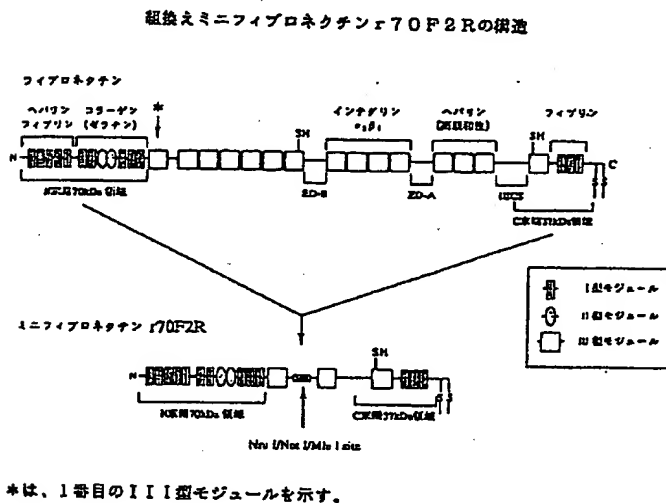 組換えミニフィブロネクチンr70F2Rの構造
フィブロネクチン
ヘパリン コラーゲン * インテグリン ヘパリン フィブリン
フィブリン (ゼラチン) SH (高親和性) SH
N C
N末端70kDa領域 ED-B ED-A IIICS
C末端37kDa領域
ミニフィブロネクチン r70F2R
I型モジュール
II型モジュール
III型モジュール
SH
N
N末端70kDa領域 C末端37kDa領域
Nru I/Not I/Mlu I site
*は、1番目のIII型モジュールを示す。